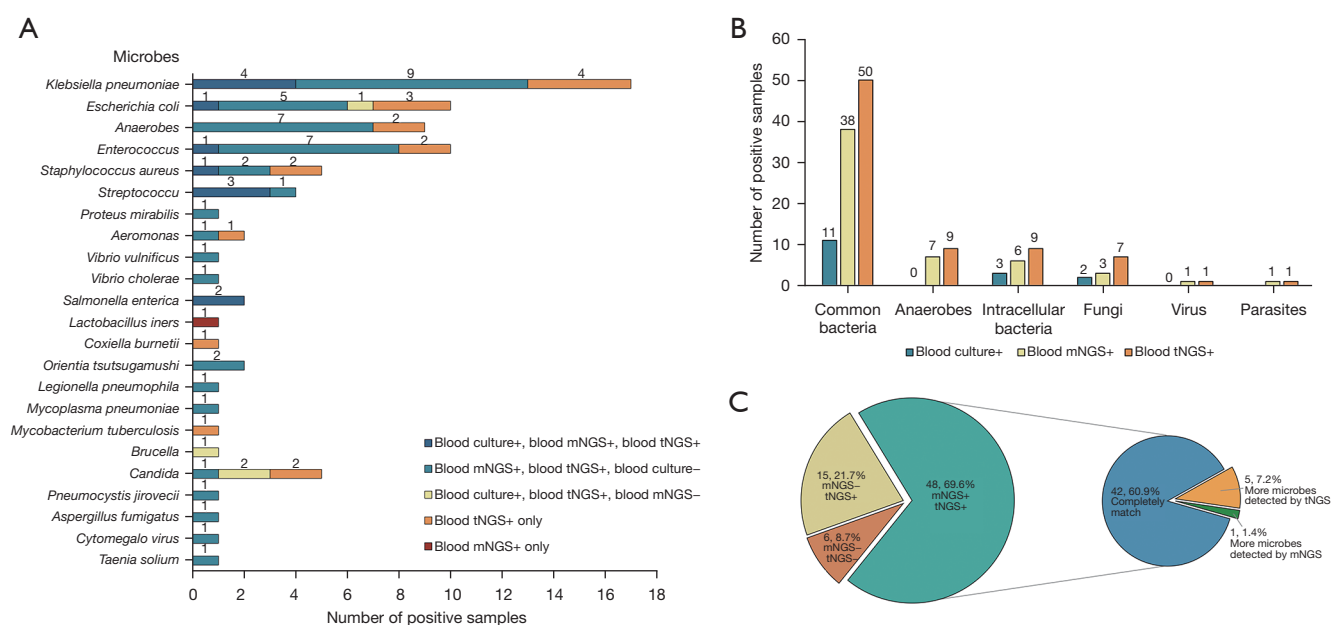 A
Microbes
Klebsiella pneumoniae
4 9 4
Escherichia coli
1 5 1 3
Anaerobes
7 2
Enterococcus
1 7 2
Staphylococcus aureus
1 2 2
Streptococcu
3 1
Proteus mirabilis
1
Aeromonas
1 1
Vibrio vulnificus
1
Vibrio cholerae
1
Salmonella enterica
2
Lactobacillus iners
1
Coxiella burnetii
1
Orientia tsutsugamushi
2
Legionella pneumophila
1
Mycoplasma pneumoniae
1
Mycobacterium tuberculosis
1
Brucella
1
Candida
1 2 2
Pneumocystis jirovecii
1
Aspergillus fumigatus
1
Cytomegalo virus
1
Taenia solium
1
0 2 4 6 8 10 12 14 16 18
Number of positive samples
Blood culture+, blood mNGS+, blood tNGS+
Blood mNGS+, blood tNGS+, blood culture–
Blood culture+, blood tNGS+, blood mNGS–
Blood tNGS+ only
Blood mNGS+ only
B
Number of positive samples
60
50
40
30
20
10
0
11 38 50
0 7 9
3 6 9
2 3 7
0 1 1
1 1
Common
bacteria
Anaerobes
Intracellular
bacteria
Fungi
Virus
Parasites
Blood culture+ Blood mNGS+ Blood tNGS+
C
15, 21.7%
mNGS–
tNGS+
6, 8.7%
mNGS–
tNGS–
48, 69.6%
mNGS+
tNGS+
42, 60.9%
Completely
match
5, 7.2%
More microbes
detected by tNGS
1, 1.4%
More microbes
detected by mNGS